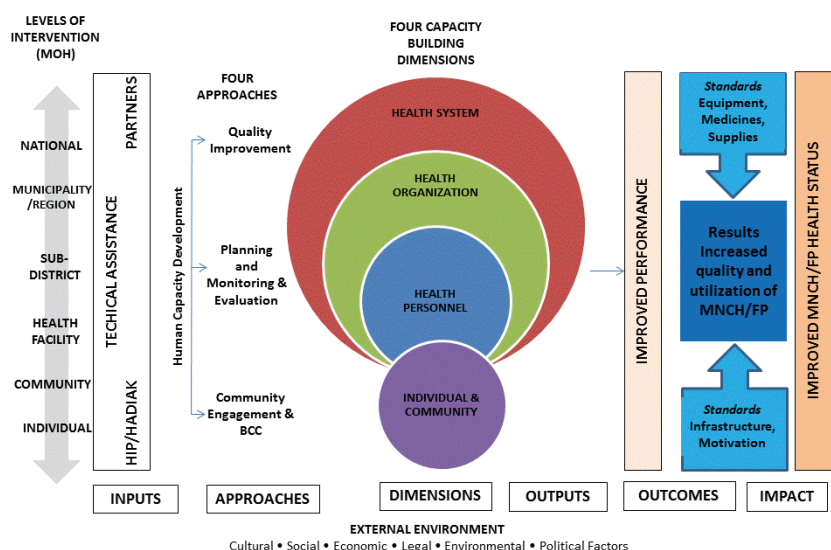 LEVELS OF
INTERVENTION
(MOH)
NATIONAL
MUNICIPALITY
/REGION
SUB-
DISTRICT
HEALTH
FACILITY
COMMUNITY
INDIVIDUAL
PARTNERS
TECHICAL ASSISTANCE
HIP/HADIAK
FOUR
APPROACHES
Human Capacity Development
Quality
Improvement
Planning
and
Monitoring &
Evaluation
Community
Engagement &
BCC
FOUR CAPACITY
BUILDING
DIMENSIONS
HEALTH SYSTEM
HEALTH
ORGANIZATION
HEALTH
PERSONNEL
INDIVIDUAL &
COMMUNITY
IMPROVED PERFORMANCE
Standards
Equipment,
Medicines,
Supplies
Results
Increased
quality and
utilization of
MNCH/FP
Standards
Infrastructure,
Motivation
IMPROVED MNCH/FP HEALTH STATUS
INPUTS
APPROACHES
DIMENSIONS
OUTPUTS
OUTCOMES
IMPACT
EXTERNAL ENVIRONMENT
Cultural • Social • Economic • Legal • Environmental • Political Factors